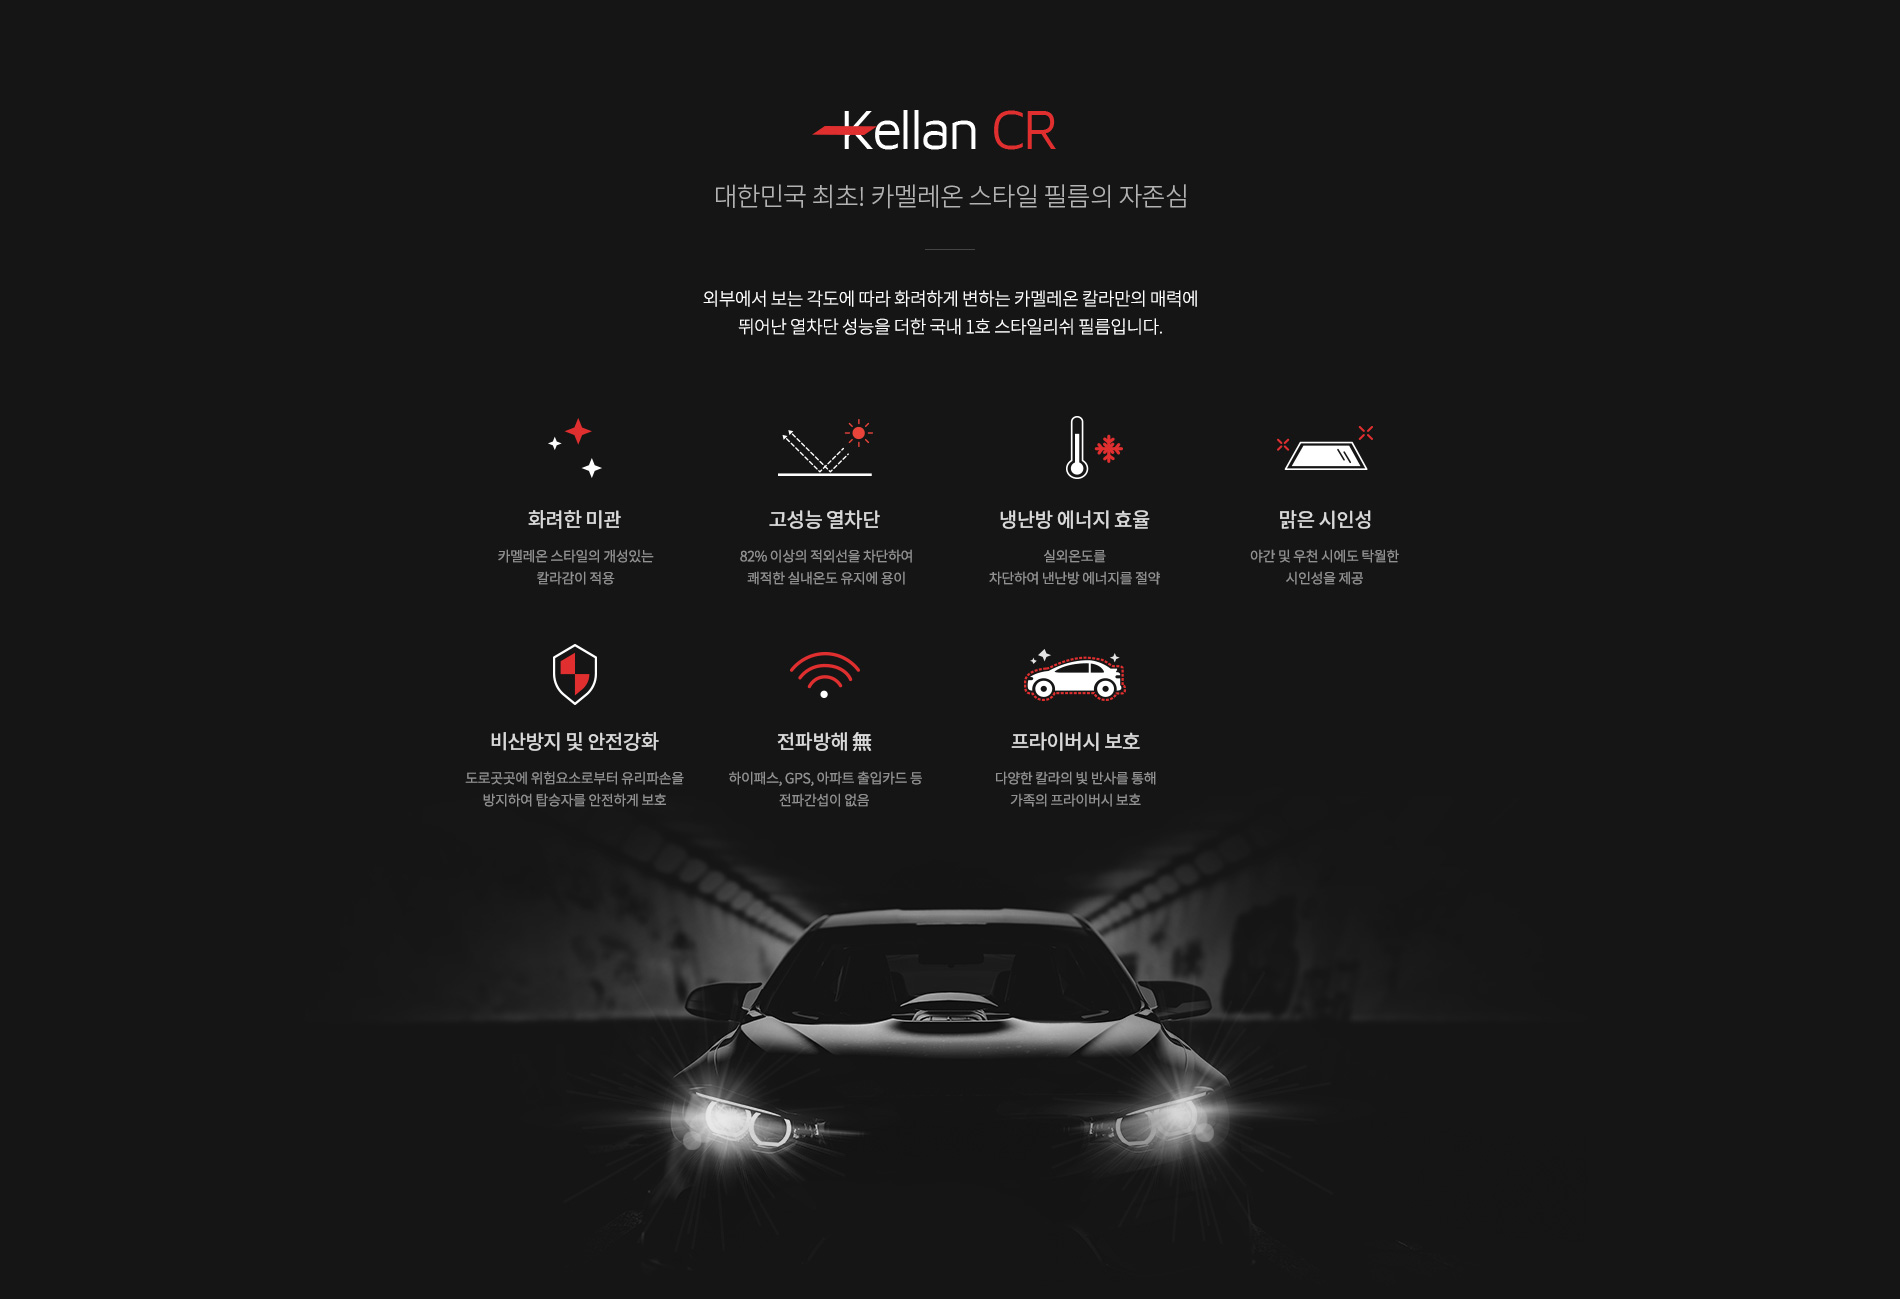 Kellan CR
대한민국 최초! 카멜레온 스타일 필름의 자존심
외부에서 보는 각도에 따라 화려하게 변하는 카멜레온 칼라만의 매력에
뛰어난 열차단 성능을 더한 국내 1호 스타일리쉬 필름입니다.
화려한 미관
카멜레온 스타일의 개성있는
칼라감이 적용
고성능 열차단
82% 이상의 적외선을 차단하여
쾌적한 실내온도 유지에 용이
냉난방 에너지 효율
실외온도를
차단하여 낸난방 에너지를 절약
맑은 시인성
야간 및 우천 시에도 탁월한
시인성을 제공
비산방지 및 안전강화
도로곳곳에 위험요소로부터 유리파손을
방지하여 탑승자를 안전하게 보호
전파방해 無
하이패스, GPS, 아파트 출입카드 등
전파간섭이 없음
프라이버시 보호
다양한 칼라의 빛 반사를 통해
가족의 프라이버시 보호